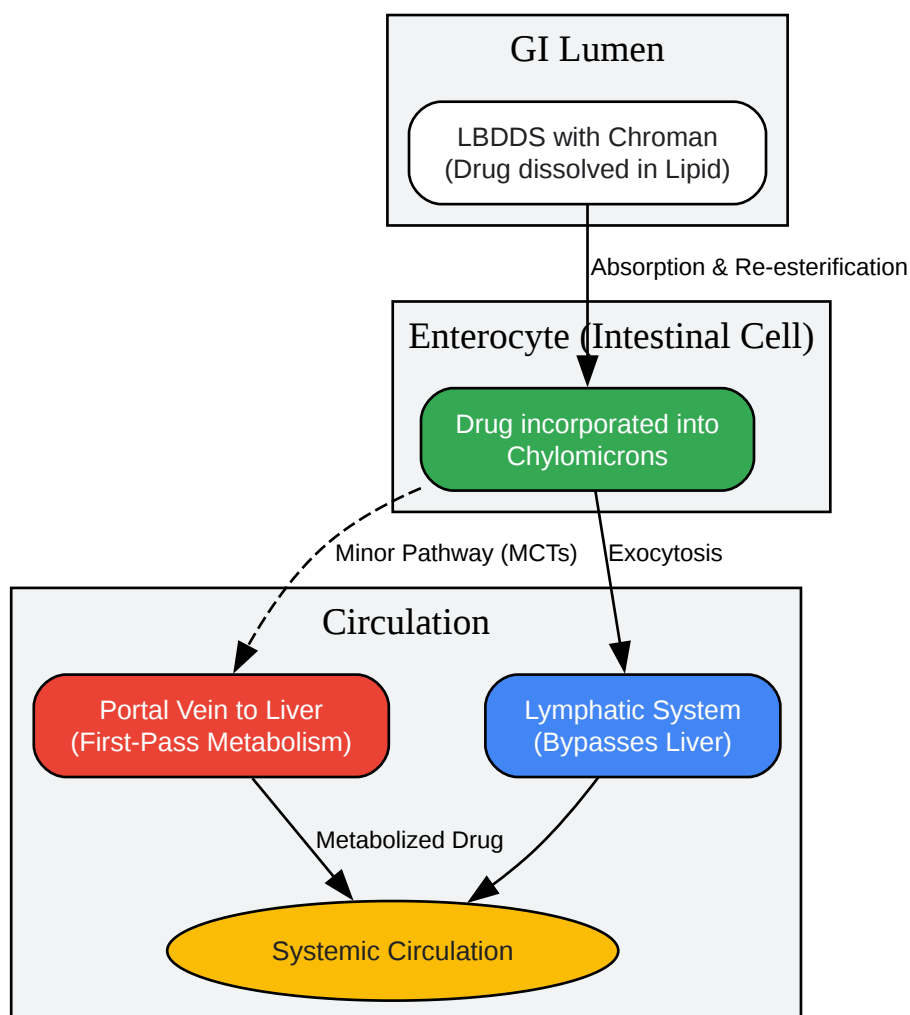 GI Lumen
LBDDS with Chroman
(Drug dissolved in Lipid)
Absorption & Re-esterification
Enterocyte (Intestinal Cell)
Drug incorporated into
Chylomicrons
Minor Pathway (MCTs)
Exocytosis
Circulation
Portal Vein to Liver
(First-Pass Metabolism)
Lymphatic System
(Bypasses Liver)
Metabolized Drug
Systemic Circulation